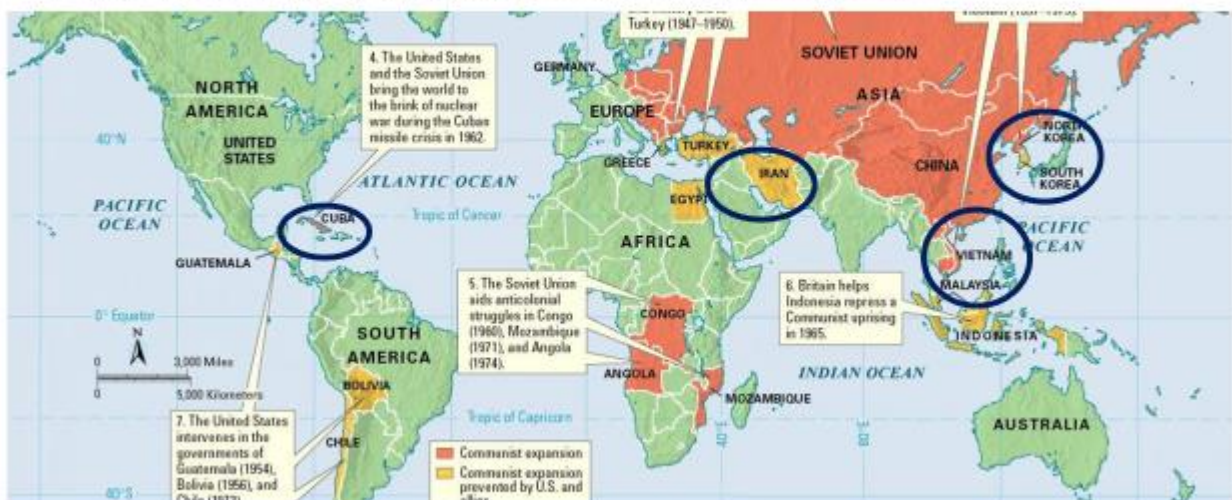 Turkey (1947–1950).
4. The United States
and the Soviet Union
bring the world to
the brink of nuclear
war during the Cuban
missile crisis in 1962.
NORTH
AMERICA
UNITED
STATES
40°N
ATLANTIC OCEAN
PACIFIC
OCEAN
CUBA
Tropic of Cancer
GUATEMALA
GERMANY
EUROPE
GREECE
TURKEY
IRAN
EGYPT
AFRICA
SOVIET UNION
ASIA
CHINA
NORTH
KOREA
SOUTH
KOREA
PACIFIC
OCEAN
VIETNAM
MALAYSIA
5. The Soviet Union
aids anticolonial
struggles in Congo
(1960), Mozambique
(1971), and Angola
(1974).
6. Britain helps
Indonesia repress a
Communist uprising
in 1965.
INDONESIA
0° Equator
N
0 3,000 Miles
0 5,000 Kilometers
SOUTH
AMERICA
BOLIVIA
CHILE
CONGO
ANGOLA
MOZAMBIQUE
INDIAN OCEAN
AUSTRALIA
Tropic of Capricorn
7. The United States
intervenes in the
governments of
Guatemala (1954),
Bolivia (1956), and
40°S
Communist expansion
Communist expansion
prevented by U.S. and